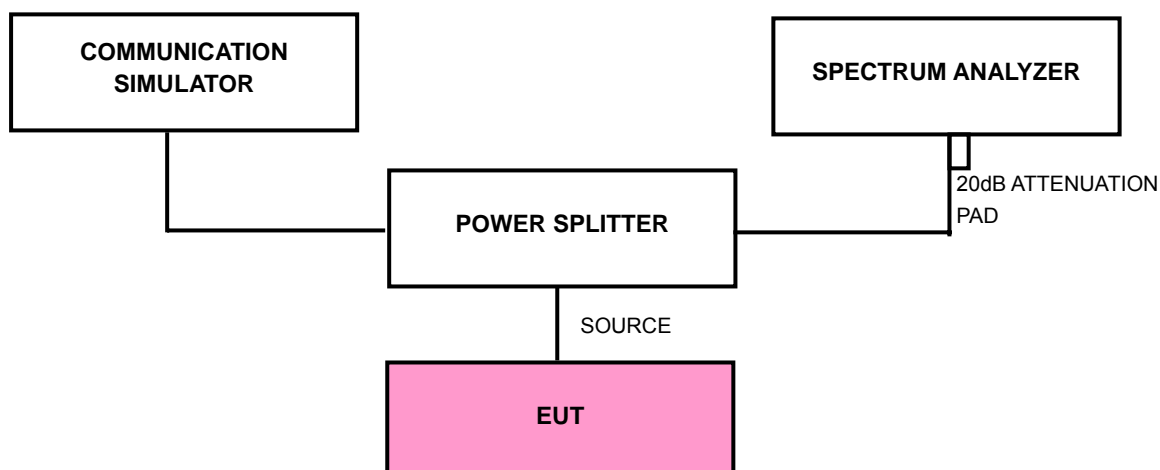 COMMUNICATION
SIMULATOR
SPECTRUM ANALYZER
20dB ATTENUATION
PAD
POWER SPLITTER
SOURCE
EUT